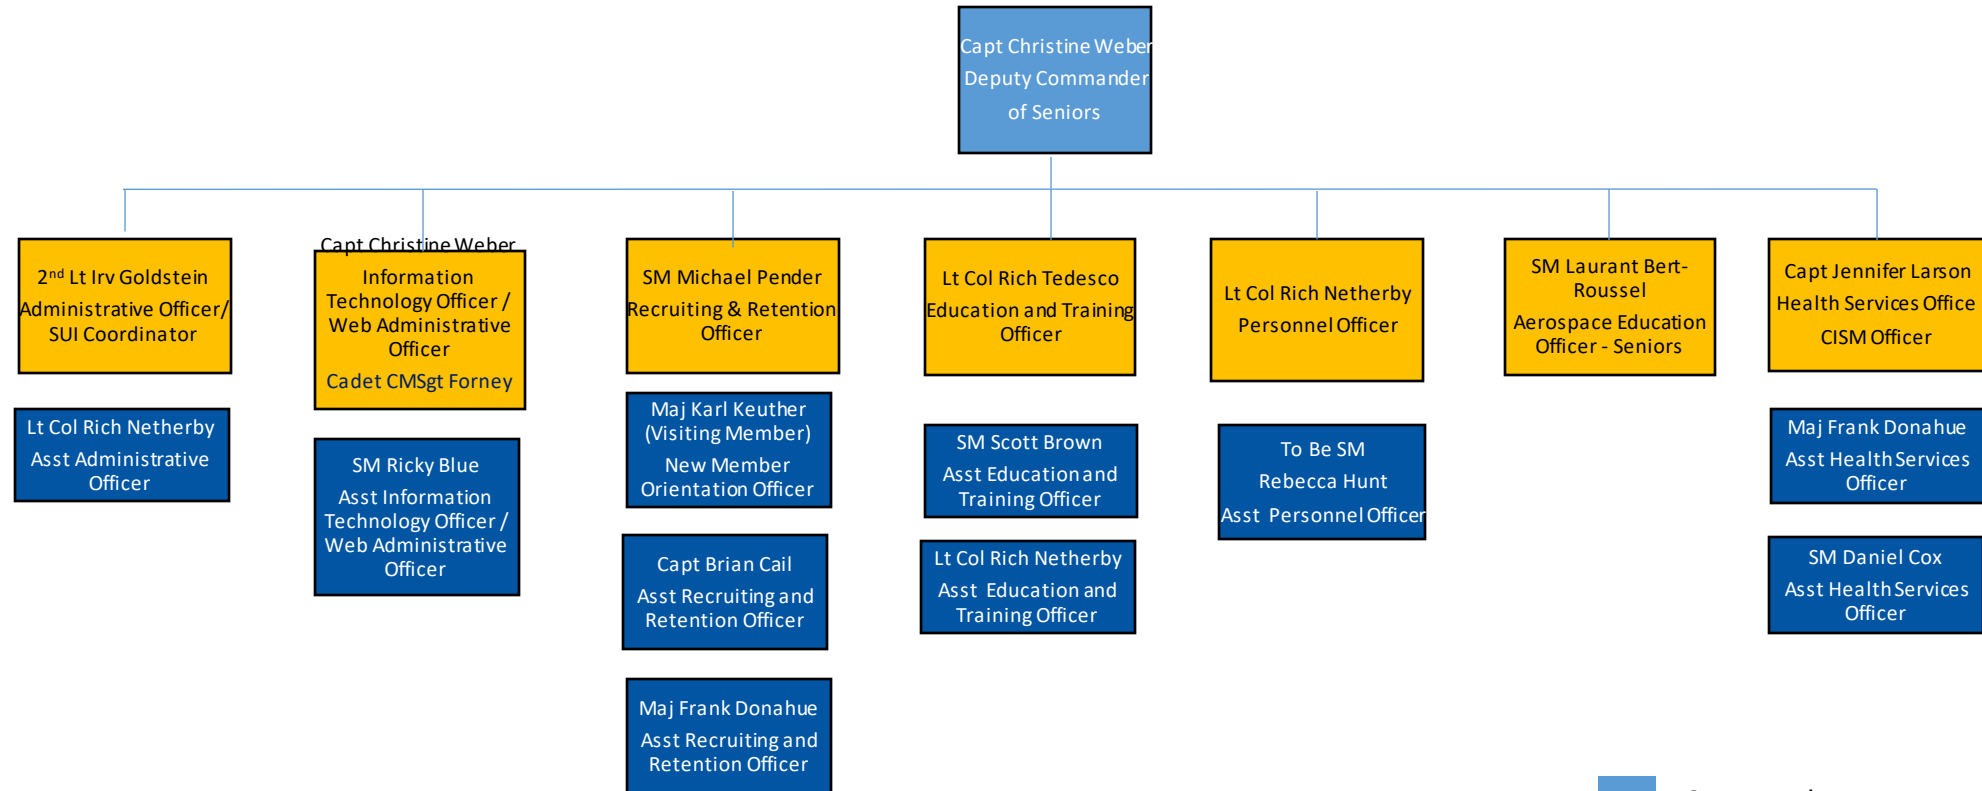 Capt Christine Weber
Deputy Commander
of Seniors
2nd Lt Irv Goldstein
Administrative Officer/
SUI Coordinator
Lt Col Rich Netherby
Asst Administrative
Officer
Capt Christine Weber
Information
Technology Officer /
Web Administrative
Officer
Cadet CMSgt Forney
SM Ricky Blue
Asst Information
Technology Officer /
Web Administrative
Officer
SM Michael Pender
Recruiting & Retention
Officer
Maj Karl Keuther
(Visiting Member)
New Member
Orientation Officer
Capt Brian Cail
Asst Recruiting and
Retention Officer
Maj Frank Donahue
Asst Recruiting and
Retention Officer
Lt Col Rich Tedesco
Education and Training
Officer
SM Scott Brown
Asst Education and
Training Officer
Lt Col Rich Netherby
Asst Education and
Training Officer
Lt Col Rich Netherby
Personnel Officer
To Be SM
Rebecca Hunt
Asst Personnel Officer
SM Laurant Bert-
Roussel
Aerospace Education
Officer - Seniors
Capt Jennifer Larson
Health Services Office
CISM Officer
Maj Frank Donahue
Asst Health Services
Officer
SM Daniel Cox
Asst Health Services
Officer